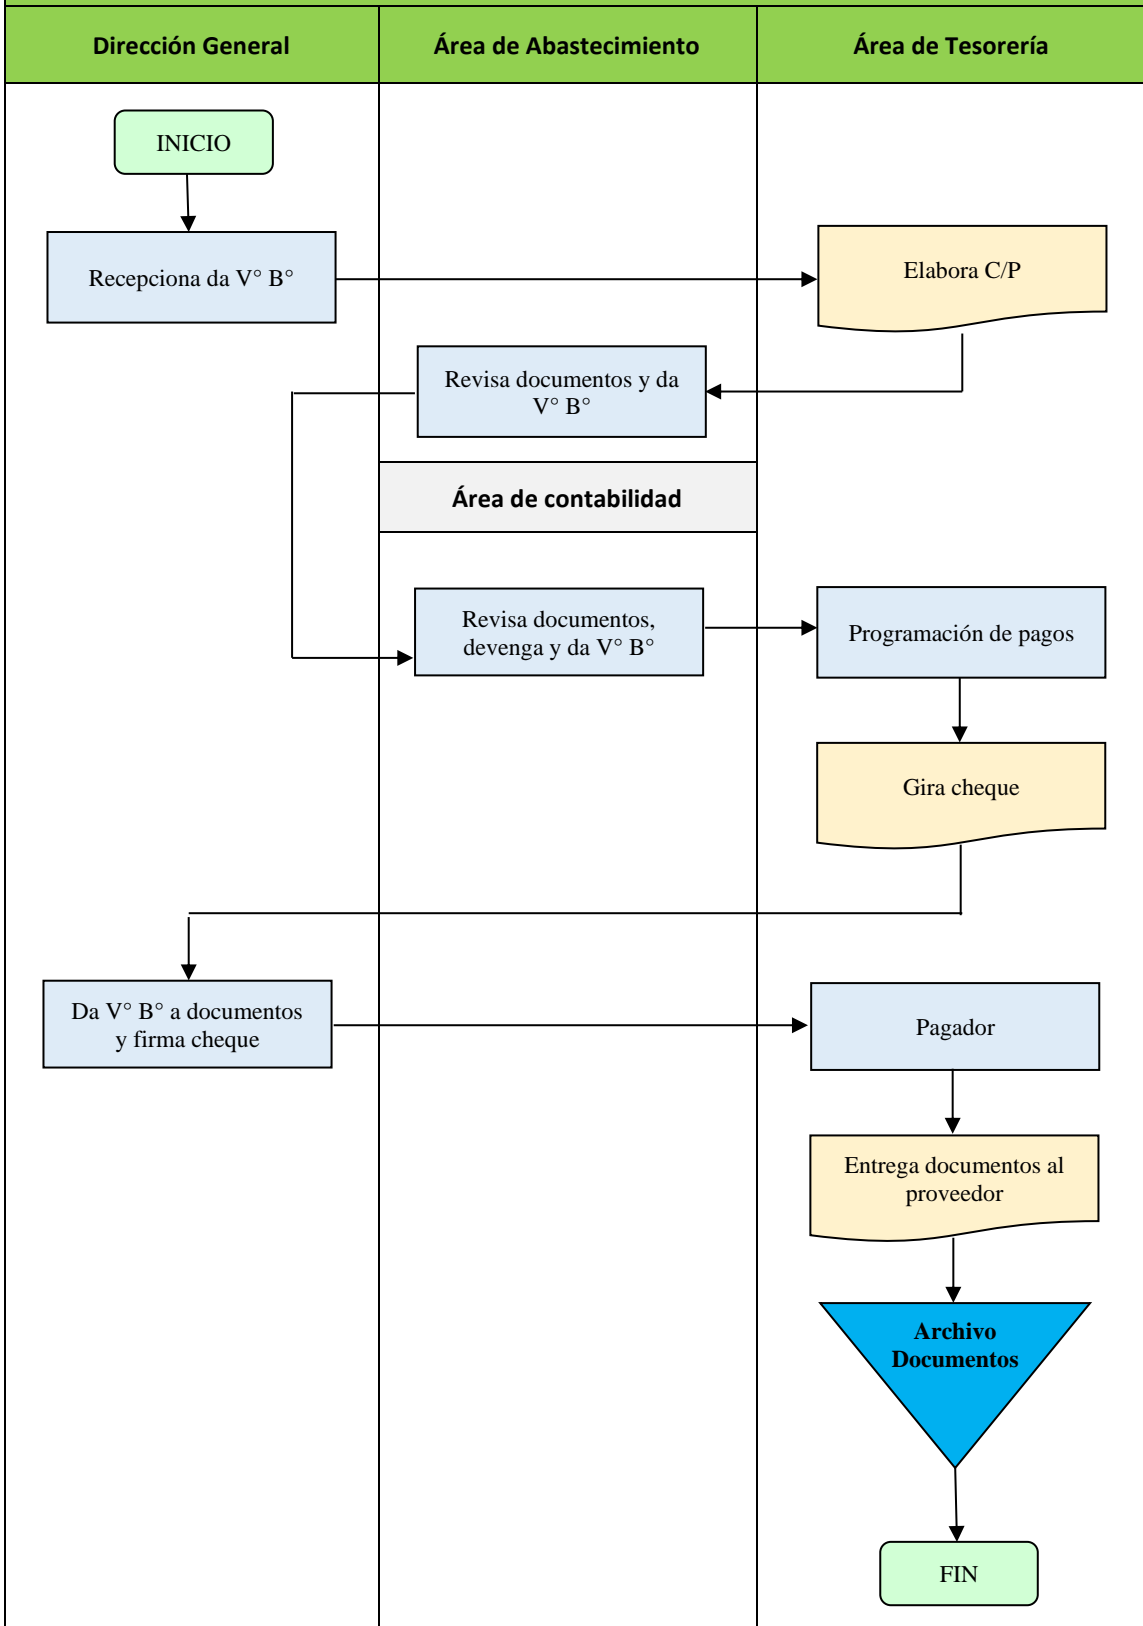 Dirección General
Área de Abastecimiento
Área de Tesorería
INICIO
Recepciona da V° B°
Elabora C/P
Revisa documentos y da
V° B°
Área de contabilidad
Revisa documentos,
devenga y da V° B°
Programación de pagos
Gira cheque
Da V° B° a documentos
y firma cheque
Pagador
Entrega documentos al
proveedor
Archivo
Documentos
FIN